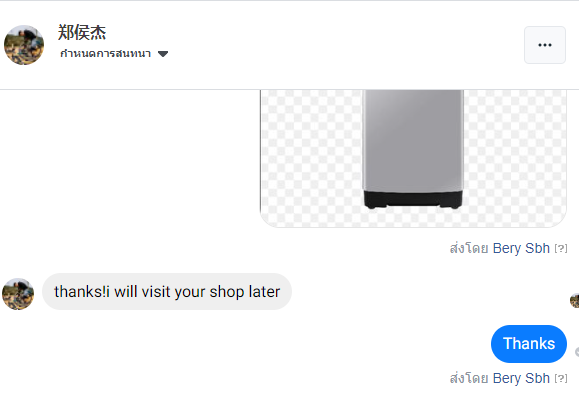 郑侯杰
กำหนดการสนทนา
ส่งโดย Bery Sbh [?]
thanks!i will visit your shop later
Thanks
ส่งโดย Bery Sbh [?]